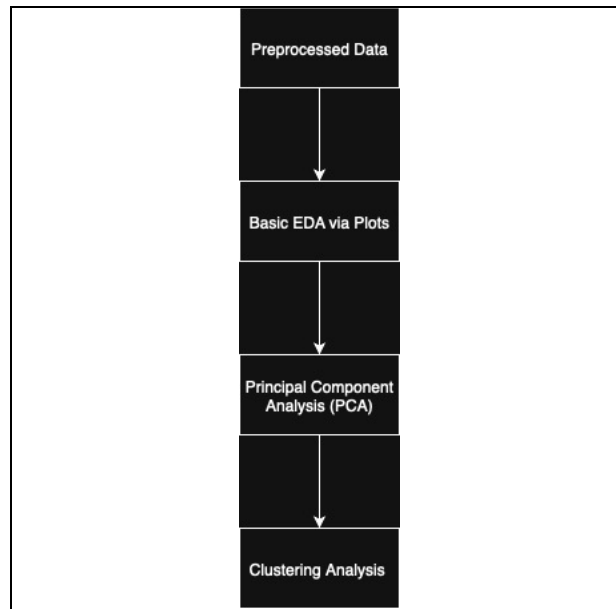 Preprocessed Data
Basic EDA via Plots
Principal Component
Analysis (PCA)
Clustering Analysis